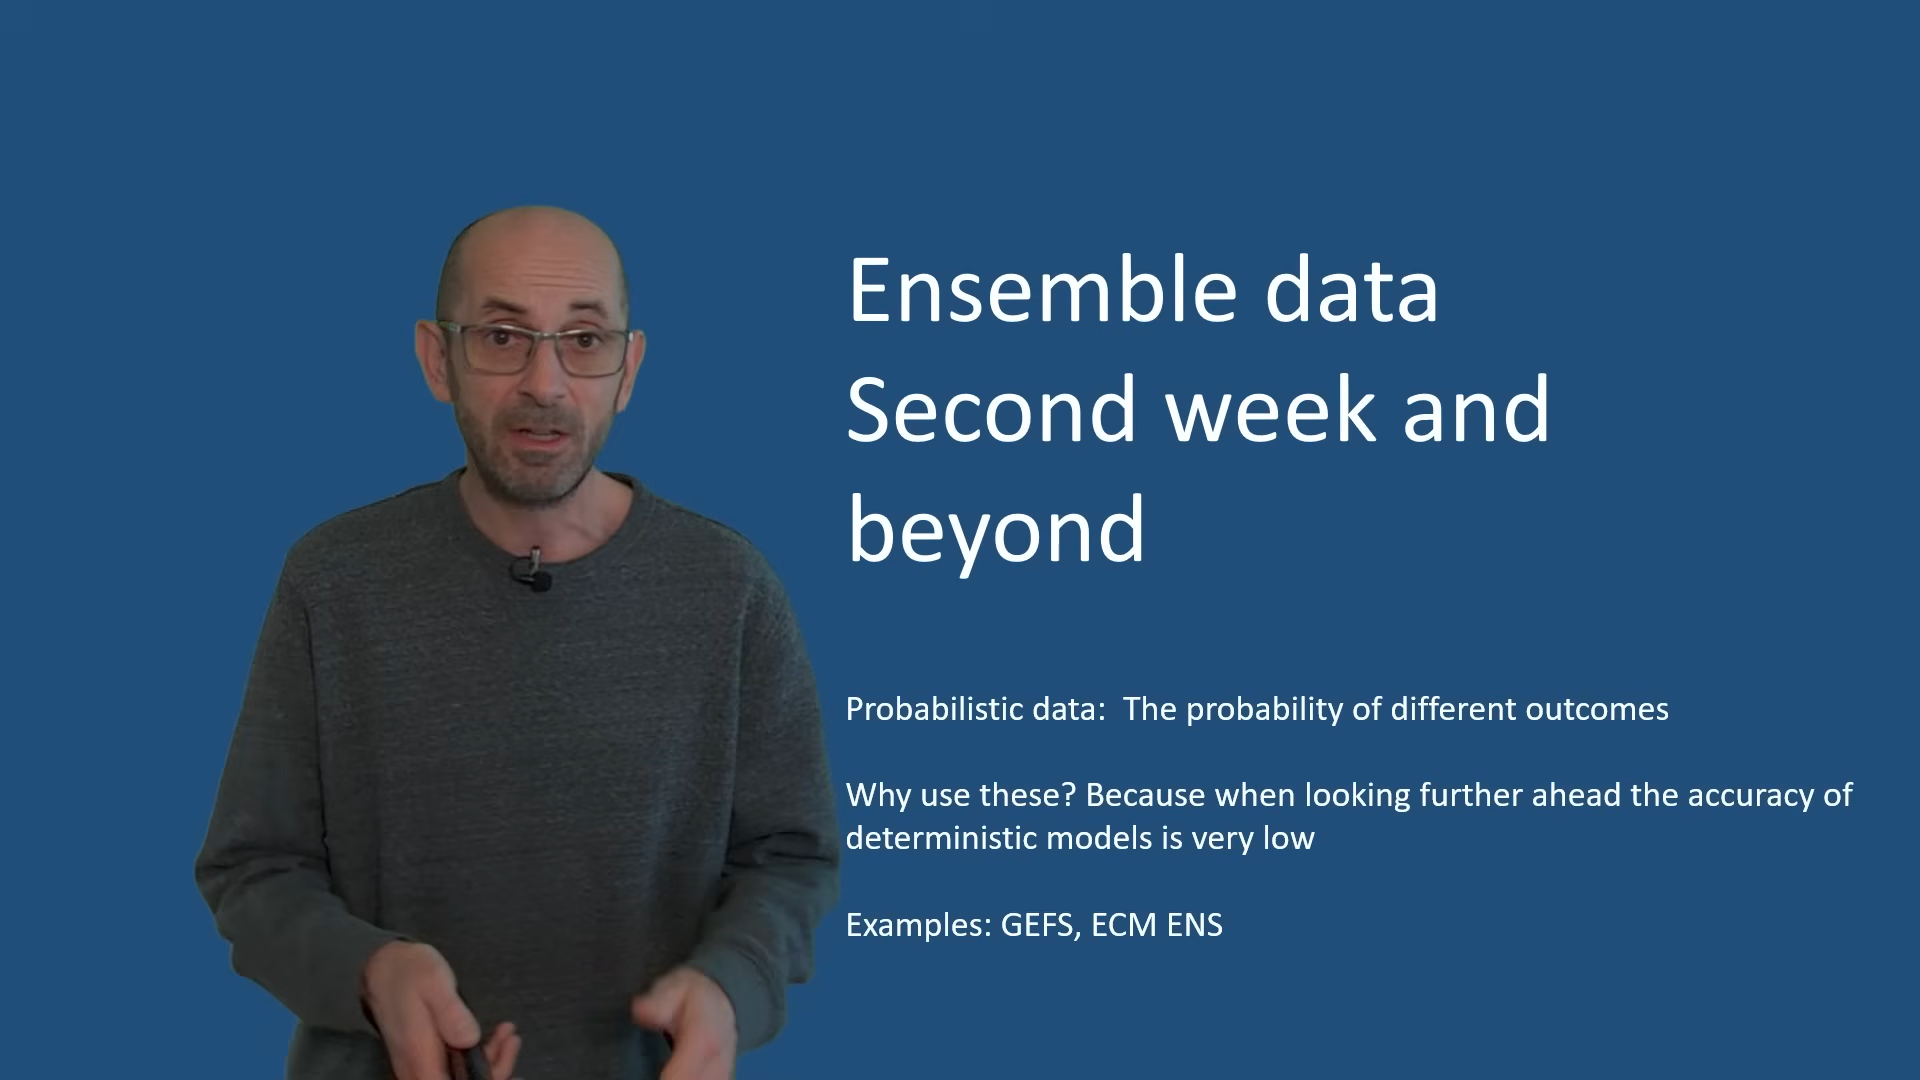 Ensemble data
Second week and
beyond
Probabilistic data:  The probability of different outcomes
Why use these? Because when looking further ahead the accuracy of
deterministic models is very low
Examples: GEFS, ECM ENS